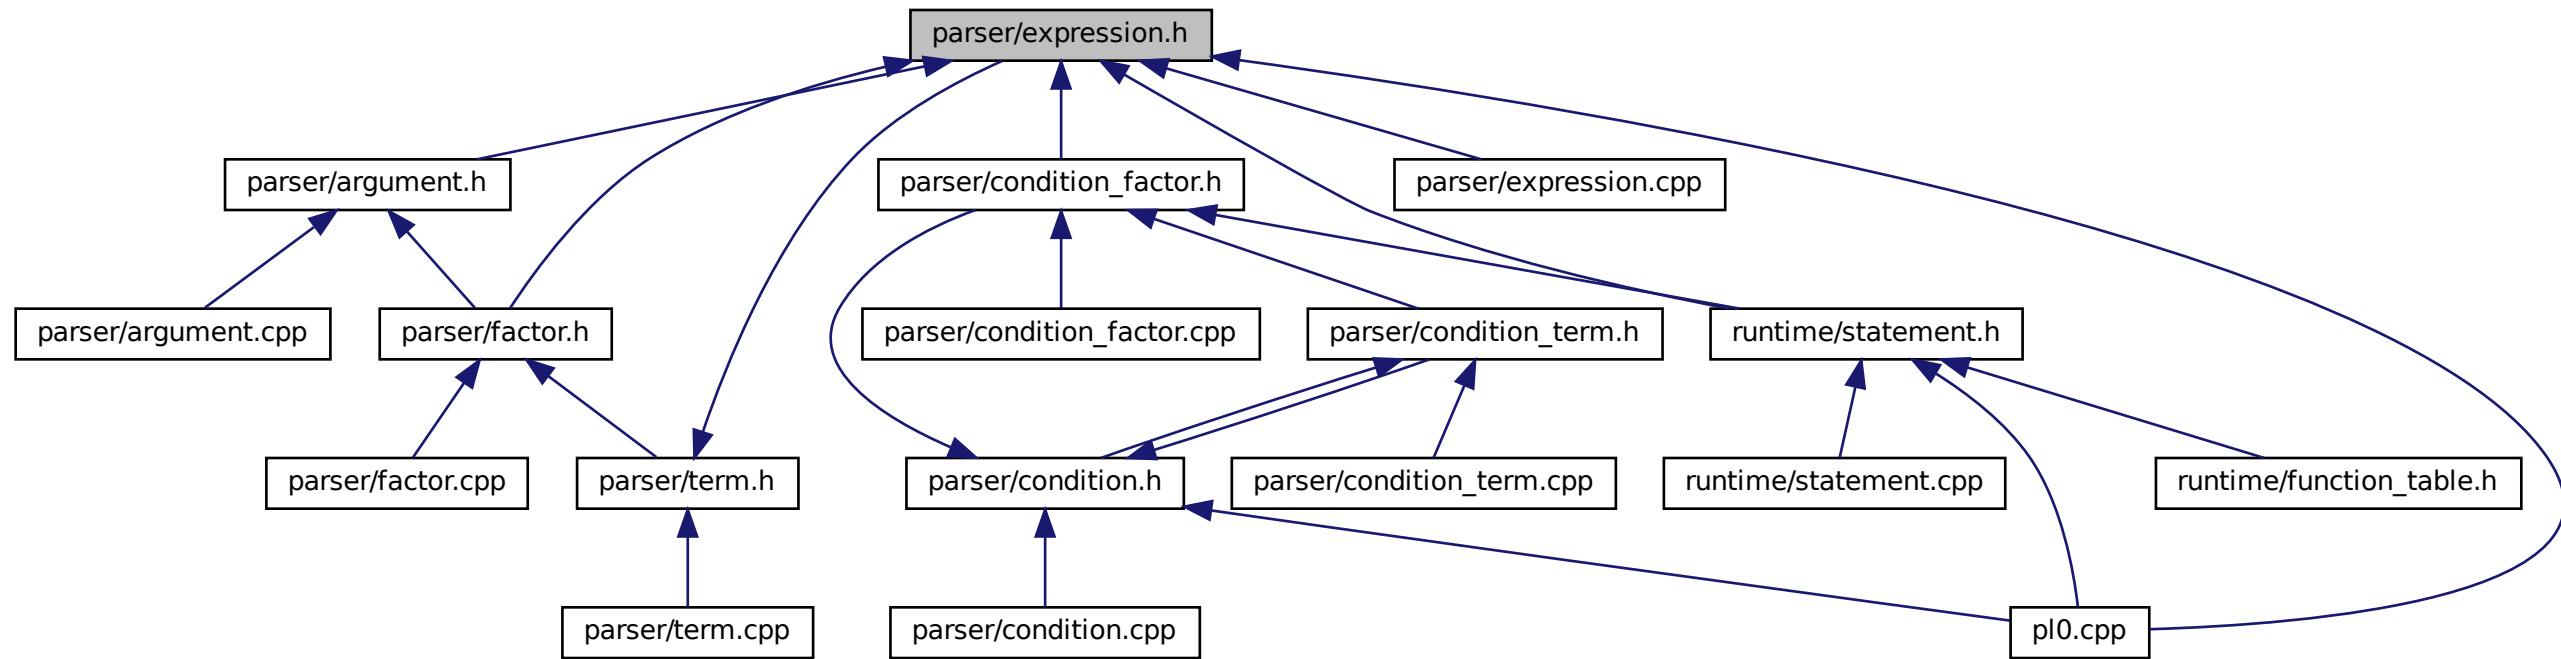 parser/expression.h
parser/argument.h
parser/condition_factor.h
parser/expression.cpp
parser/argument.cpp
parser/factor.h
parser/condition_factor.cpp
parser/condition_term.h
runtime/statement.h
parser/factor.cpp
parser/term.h
parser/condition.h
parser/condition_term.cpp
runtime/statement.cpp
runtime/function_table.h
parser/term.cpp
parser/condition.cpp
pl0.cpp